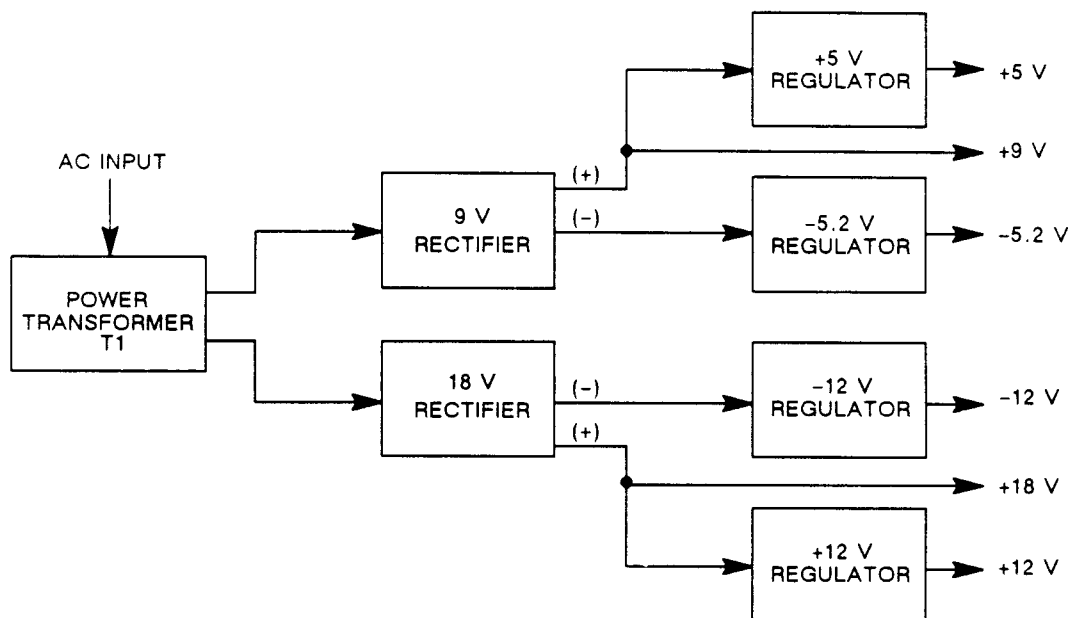 +5 V
REGULATOR
+5 V
+9 V
AC INPUT
(+)
9 V
RECTIFIER
(-)
-5.2 V
REGULATOR
-5.2 V
POWER
TRANSFORMER
T1
18 V
RECTIFIER
(-)
-12 V
REGULATOR
-12 V
(+)
+18 V
+12 V
REGULATOR
+12 V